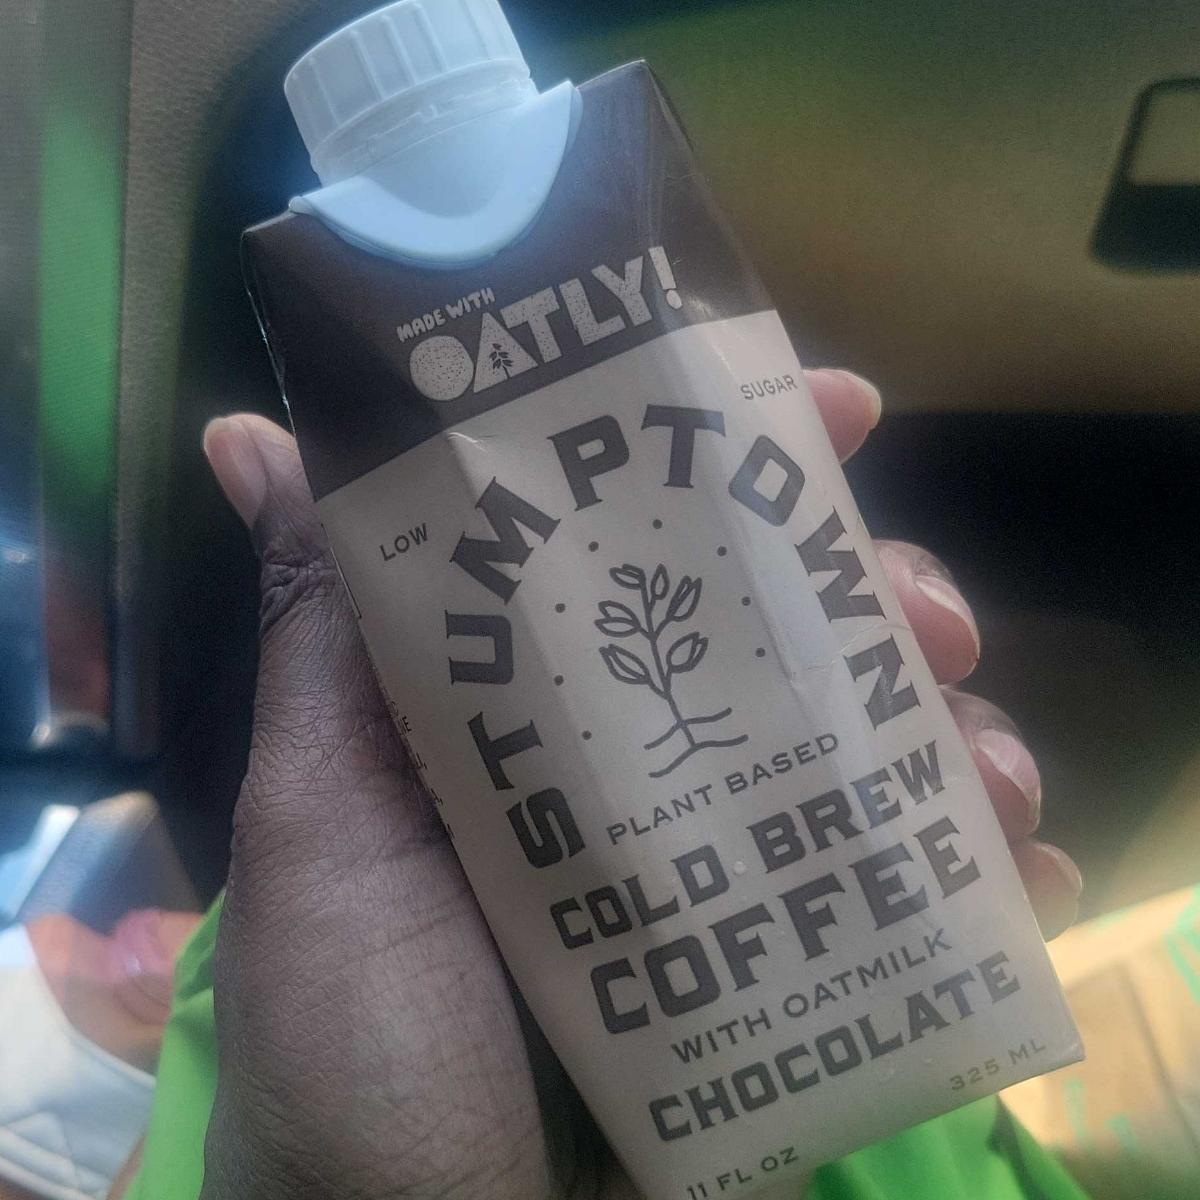 MADE WITH
OATLY!
LOW
SUGAR
STUMPTOWN
PLANT BASED
COLD BREW
COFFEE
WITH OATMILK
CHOCOLATE
11 FL OZ
325 ML